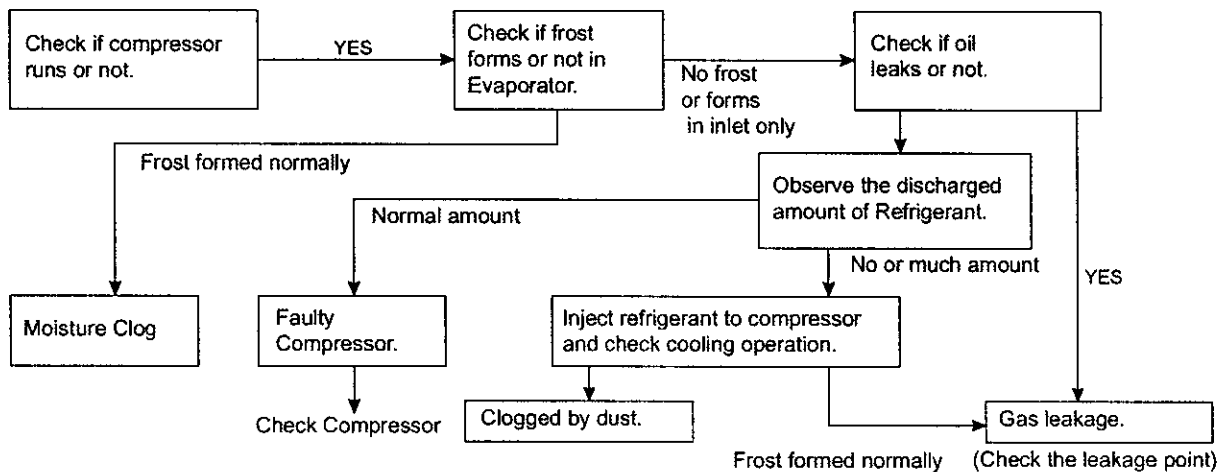 Check if compressor
runs or not.
YES
Check if frost
forms or not in
Evaporator.
No frost
or forms
in inlet only
Check if oil
leaks or not.
Frost formed normally
Observe the discharged
amount of Refrigerant.
Normal amount
No or much amount
YES
Moisture Clog
Faulty
Compressor.
Inject refrigerant to compressor
and check cooling operation.
Check Compressor
Clogged by dust.
Gas leakage.
Frost formed normally
(Check the leakage point)